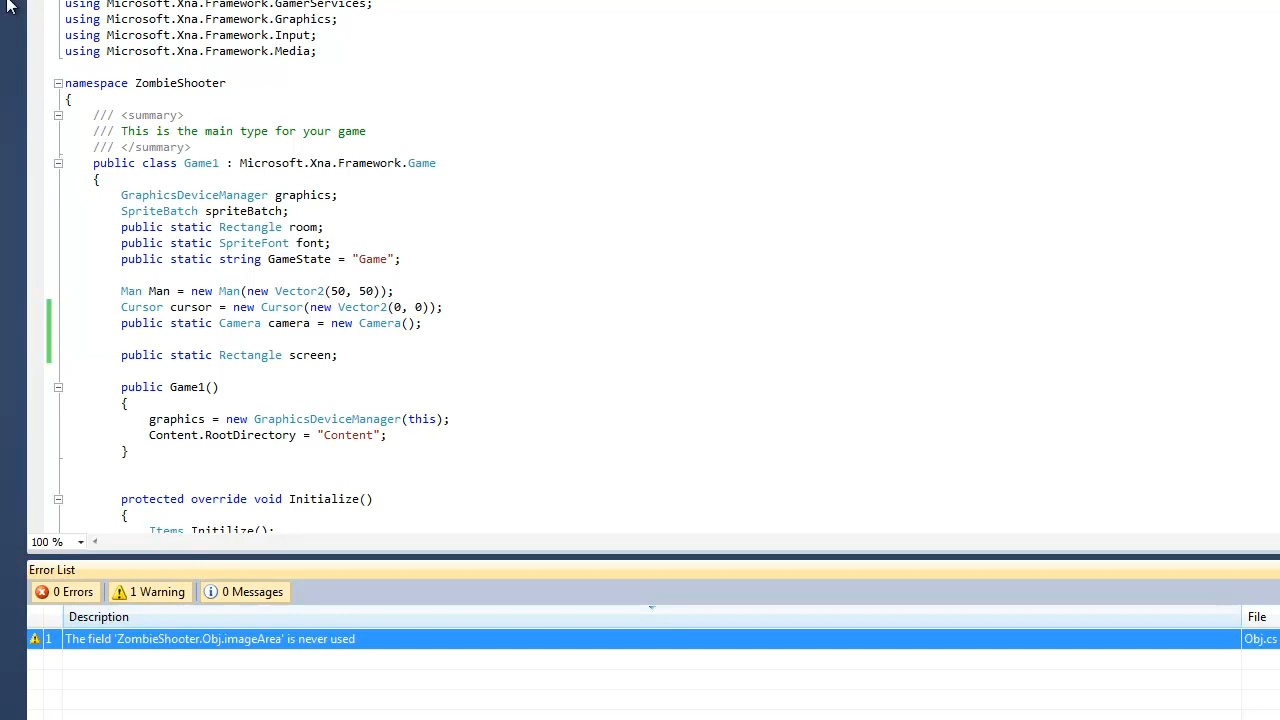 using Microsoft.Xna.Framework.GamerServices;
using Microsoft.Xna.Framework.Graphics;
using Microsoft.Xna.Framework.Input;
using Microsoft.Xna.Framework.Media;
namespace ZombieShooter
{
/// <summary>
/// This is the main type for your game
/// </summary>
public class Game1 : Microsoft.Xna.Framework.Game
{
GraphicsDeviceManager graphics;
SpriteBatch spriteBatch;
public static Rectangle room;
public static SpriteFont font;
public static string GameState = "Game";
Man Man = new Man(new Vector2(50, 50));
Cursor cursor = new Cursor(new Vector2(0, 0));
public static Camera camera = new Camera();
public static Rectangle screen;
public Game1()
{
graphics = new GraphicsDeviceManager(this);
Content.RootDirectory = "Content";
}
protected override void Initialize()
{
Items Initilize();
100 %
Error List
0 Errors
1 Warning
0 Messages
Description
File
1 The field 'ZombieShooter.Obj.imageArea' is never used
Obj.cs